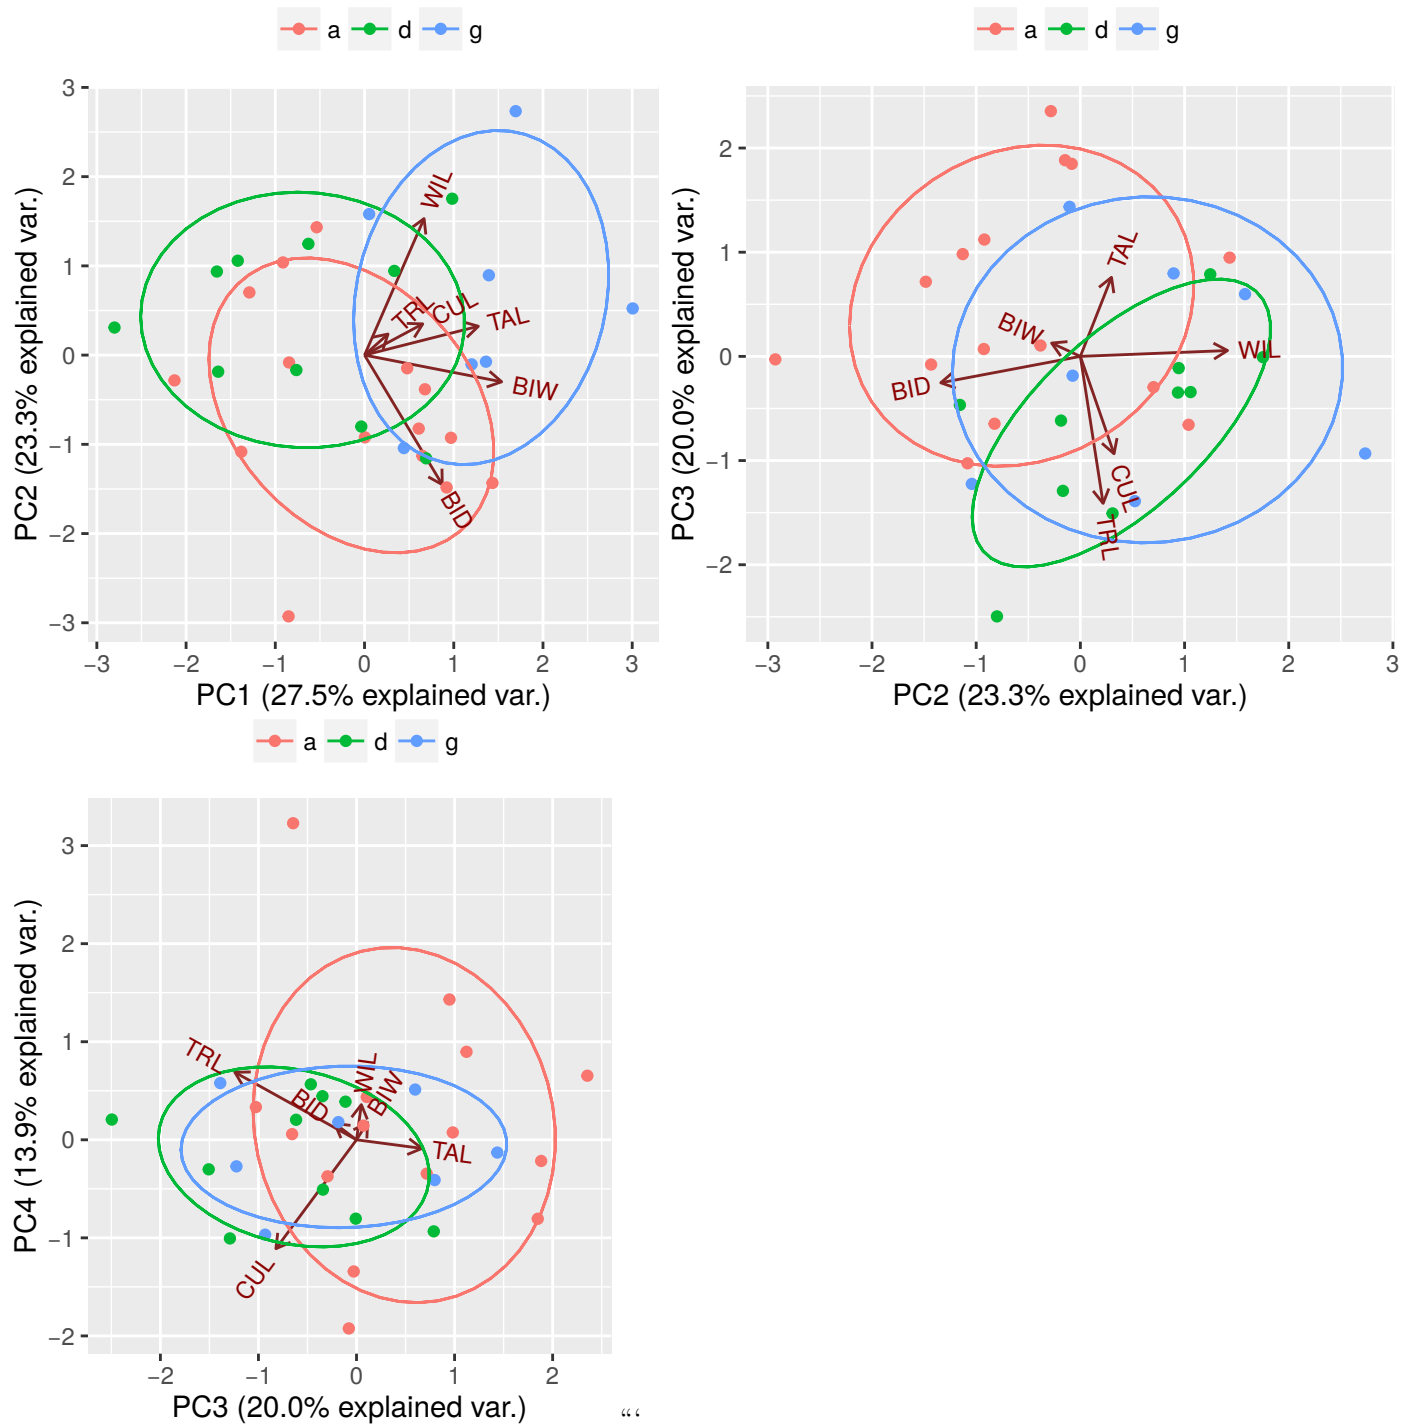 a d g
a d g
3
2
1
0
−1
−2
−3
PC2 (23.3% explained var.)
WIL
TRL
CUL
TAL
BIW
BID
−3 −2 −1 0 1 2 3
PC1 (27.5% explained var.)
2
1
0
−1
−2
PC3 (20.0% explained var.)
TAL
BIW
WIL
BID
CUL
TRL
−3 −2 −1 0 1 2 3
PC2 (23.3% explained var.)
a d g
3
2
1
0
−1
−2
PC4 (13.9% explained var.)
TRL
WIL
BIW
BID
TAL
CUL
−2 −1 0 1 2
PC3 (20.0% explained var.)
“‘